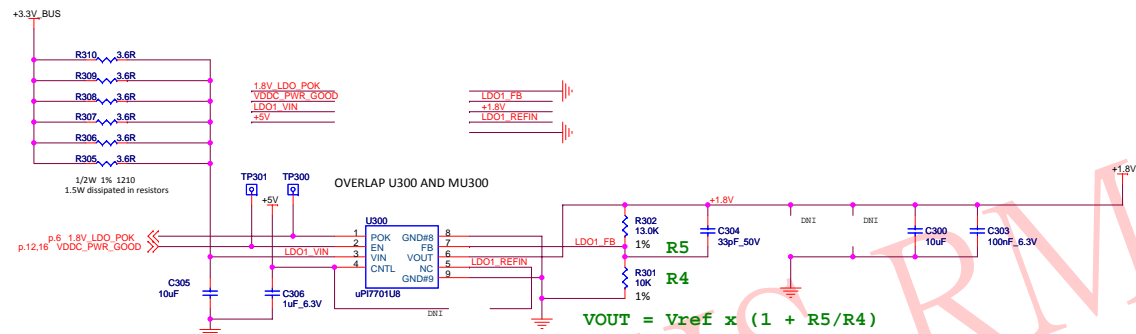 +3.3V_BUS
R310 3.6R
R309 3.6R
R308 3.6R
R307 3.6R
R306 3.6R
R305 3.6R
1/2W 1% 1210
1.5W dissipated in resistors
1.8V_LDO_POK
VDDC_PWR_GOOD
LDO1_VIN
+5V
LDO1_FB
+1.8V
LDO1_REFIN
TP301 TP300
OVERLAP U300 AND MU300
+5V
+1.8V
p.6 1.8V_LDO_POK
p.12,16 VDDC_PWR_GOOD
LDO1_VIN
U300
1 POK GND#8 8
2 EN FB 7
3 VIN VOUT 6
4 CNTL NC 5
GND#9 9
uPI7701U8
LDO1_REFIN
DNI
LDO1_FB
+1.8V
R302
13.0K
1%
R5
R301
10K
1%
R4
C304
33pF_50V
DNI
DNI
C300
10uF
C303
100nF_6.3V
C305
10uF
C306
1uF_6.3V
VOUT = Vref x (1 + R5/R4)